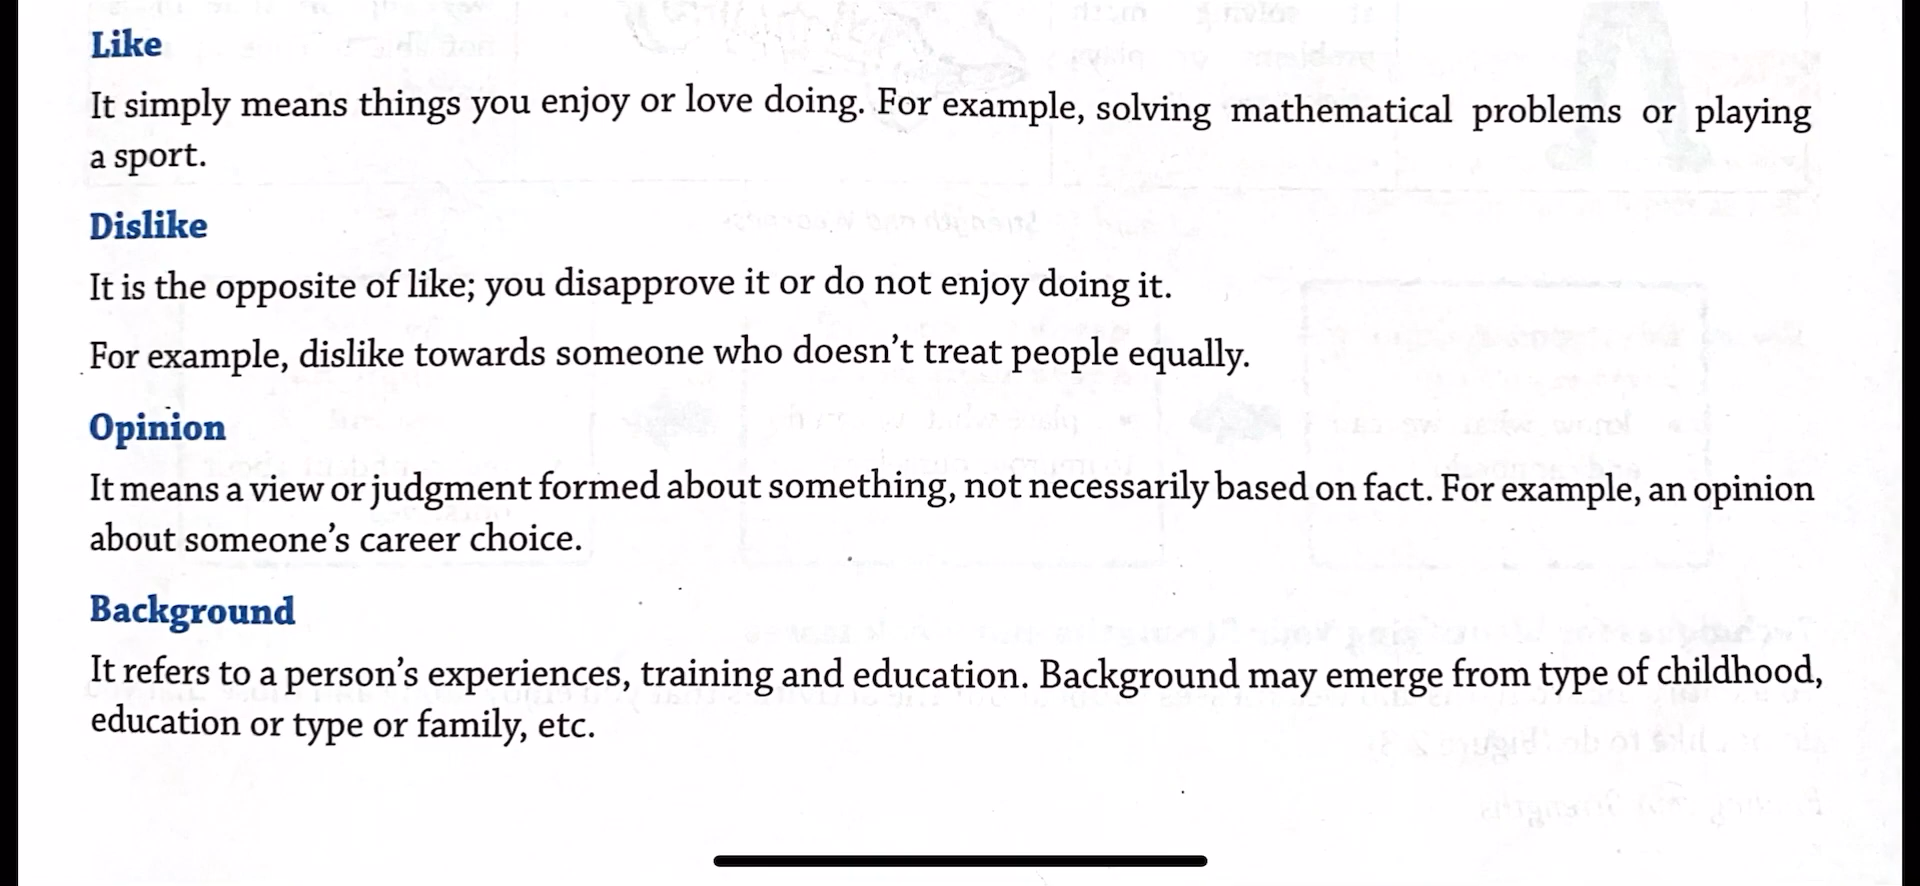 Like
It simply means things you enjoy or love doing. For example, solving mathematical problems or playing
a sport.
Dislike
It is the opposite of like; you disapprove it or do not enjoy doing it.
For example, dislike towards someone who doesn't treat people equally.
Opinion
It means a view or judgment formed about something, not necessarily based on fact. For example, an opinion
about someone's career choice.
Background
It refers to a person's experiences, training and education. Background may emerge from type of childhood,
education or type or family, etc.